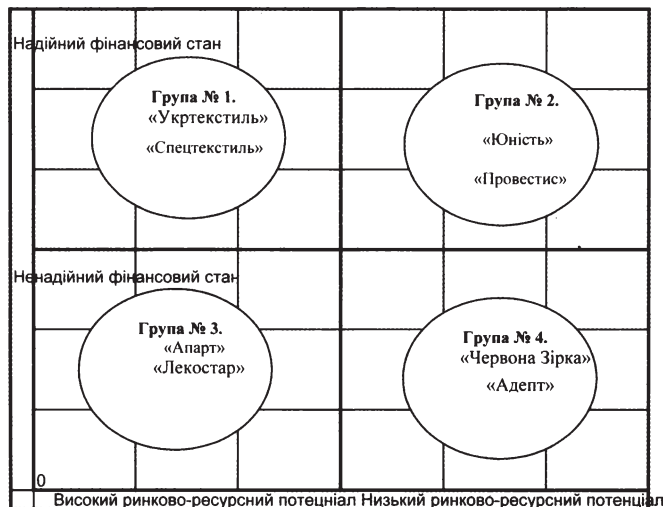 Надійний фінансовий стан
Група № 1.
«Укртекстиль»
«Спецтекстиль»
Група № 2.
«Юність»
«Провестис»
Ненадійний фінансовий стан
Група № 3.
«Апарт»
«Лекостар»
Група № 4.
«Червона Зірка»
«Адепт»
0
Високий ринково-ресурсний потецніал Низький ринково-ресурсний потенціал